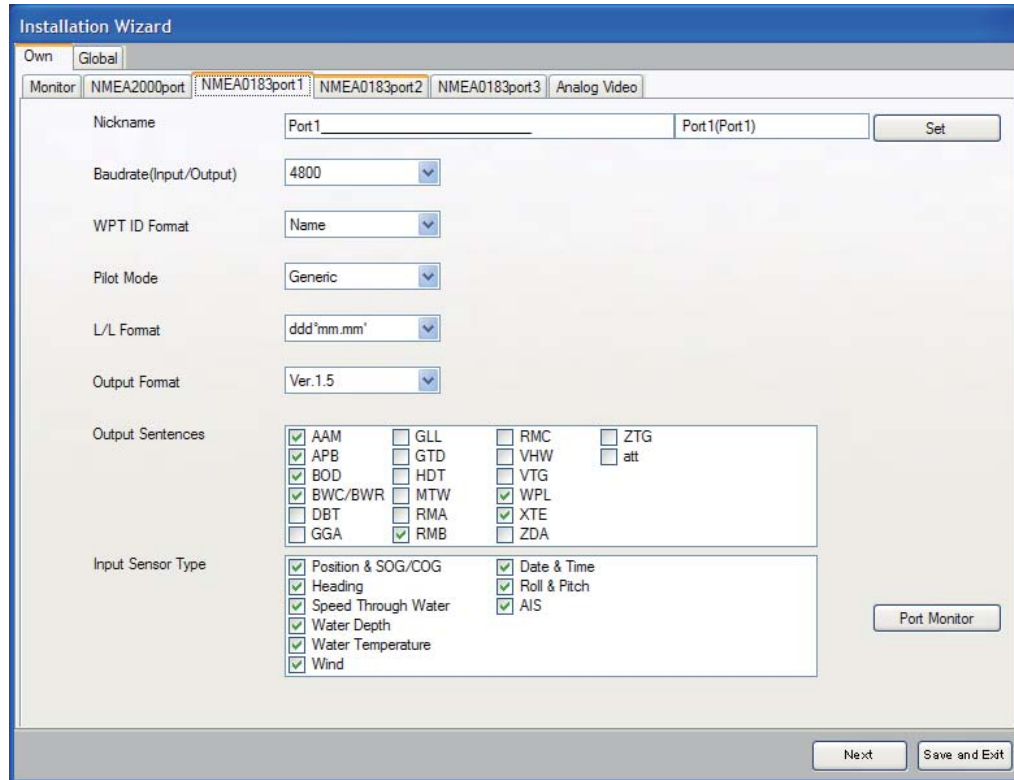 Installation Wizard
Own Global
Monitor NMEA2000port NMEA0183port1 NMEA0183port2 NMEA0183port3 Analog Video
Nickname Port1______________________________ Port1(Port1) Set
Baudrate(Input/Output) 4800
WPT ID Format Name
Pilot Mode Generic
L/L Format ddd°mm.mm'
Output Format Ver.1.5
Output Sentences AAM GLL RMC ZTG
APB GTD VHW att
BOD HDT VTG
BWC/BWR MTW WPL
DBT RMA XTE
GGA RMB ZDA
Input Sensor Type Position & SOG/COG Date & Time
Heading Roll & Pitch
Speed Through Water AIS
Water Depth Port Monitor
Water Temperature
Wind
Next Save and Exit